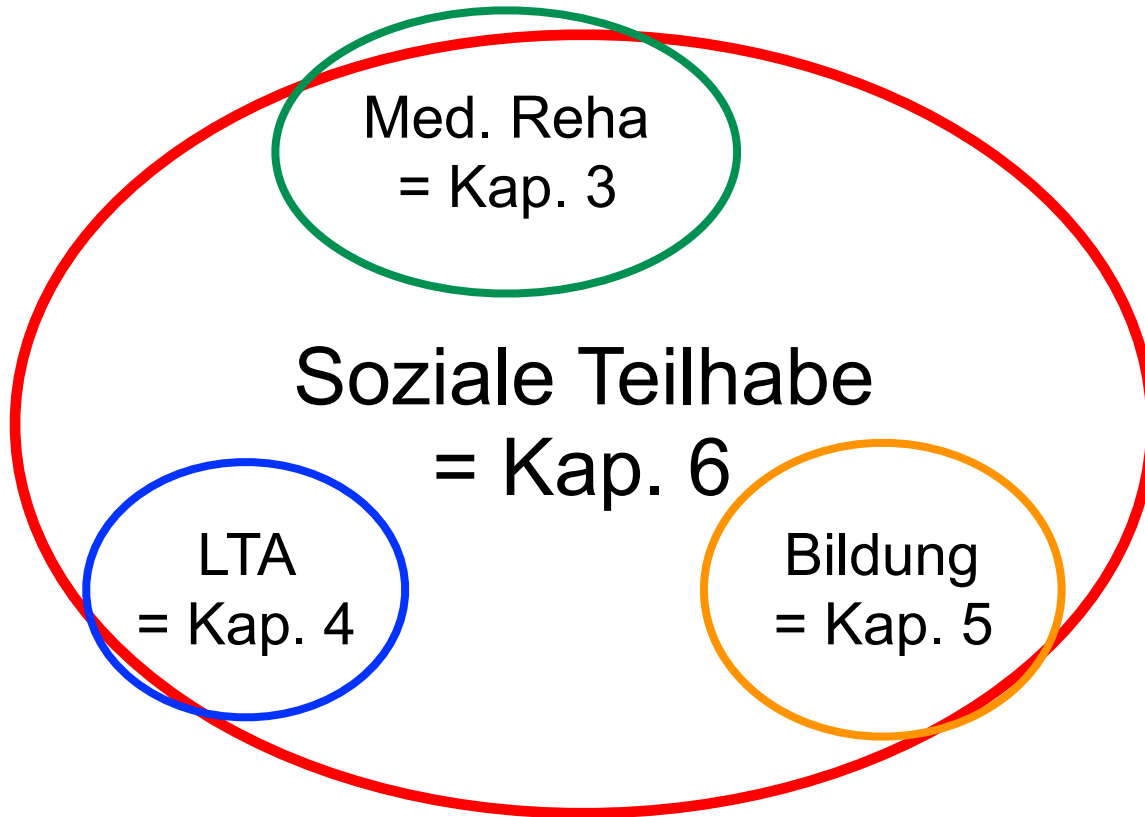 Med. Reha
= Kap. 3
Soziale Teilhabe
= Kap. 6
LTA
= Kap. 4
Bildung
= Kap. 5